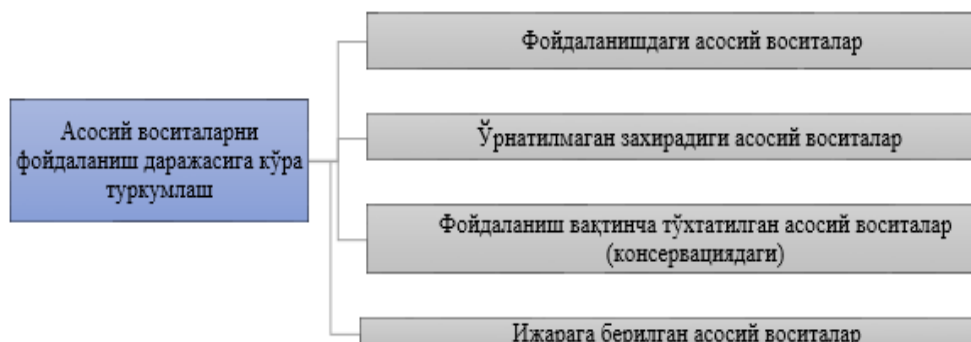 Асосий воситаларни
фойдаланиш даражасига кўра
туркумлаш
Фойдаланишдаги асосий воситалар
Ўрнатилмаган захирадиги асосий воситалар
Фойдаланиш вақтинча тўхтатилган асосий воситалар
(консервациядаги)
Ижарага берилган асосий воситалар